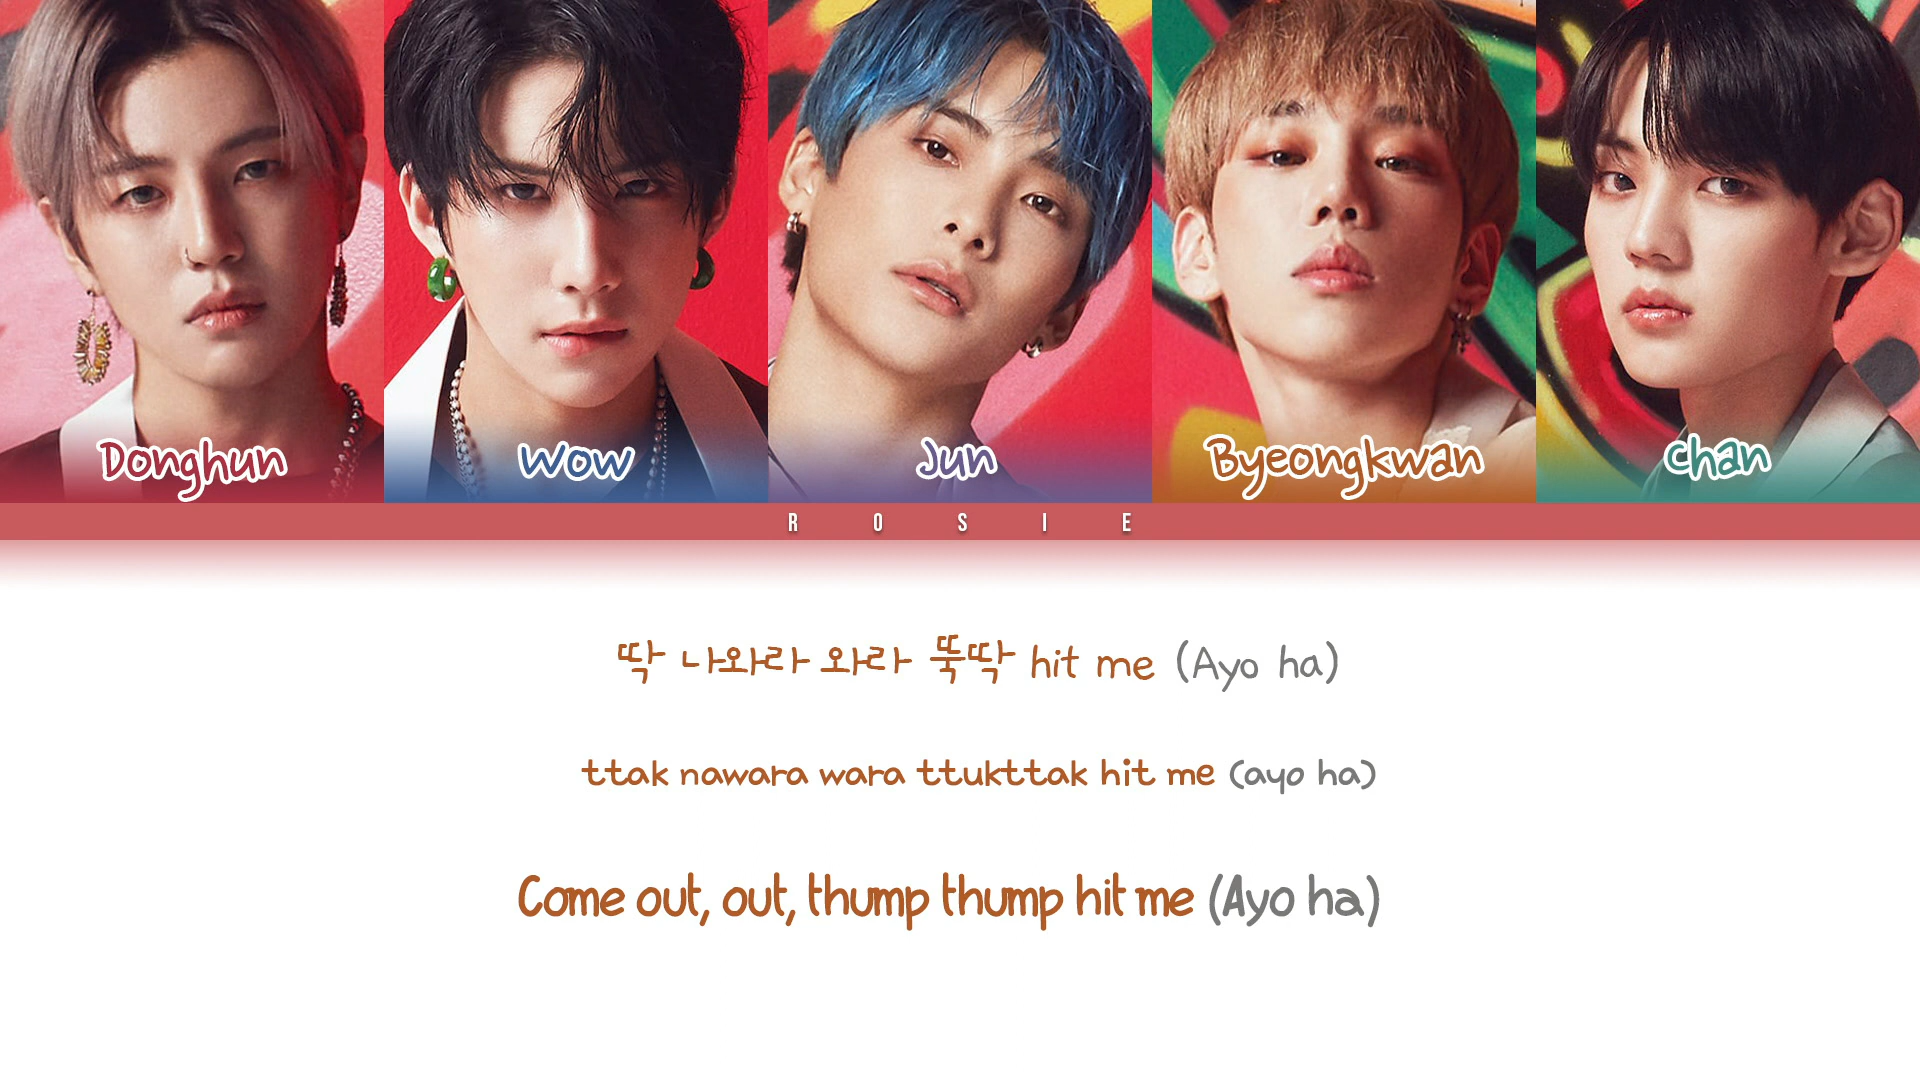 Donghun
Wow
Jun
Byeongkwan
chan
ROSIE
딱 나와라 와라 뚝딱 hit me (Ayo ha)
ttak nawara wara ttukttak hit me (ayo ha)
Come out, out, thump thump hit me (Ayo ha)